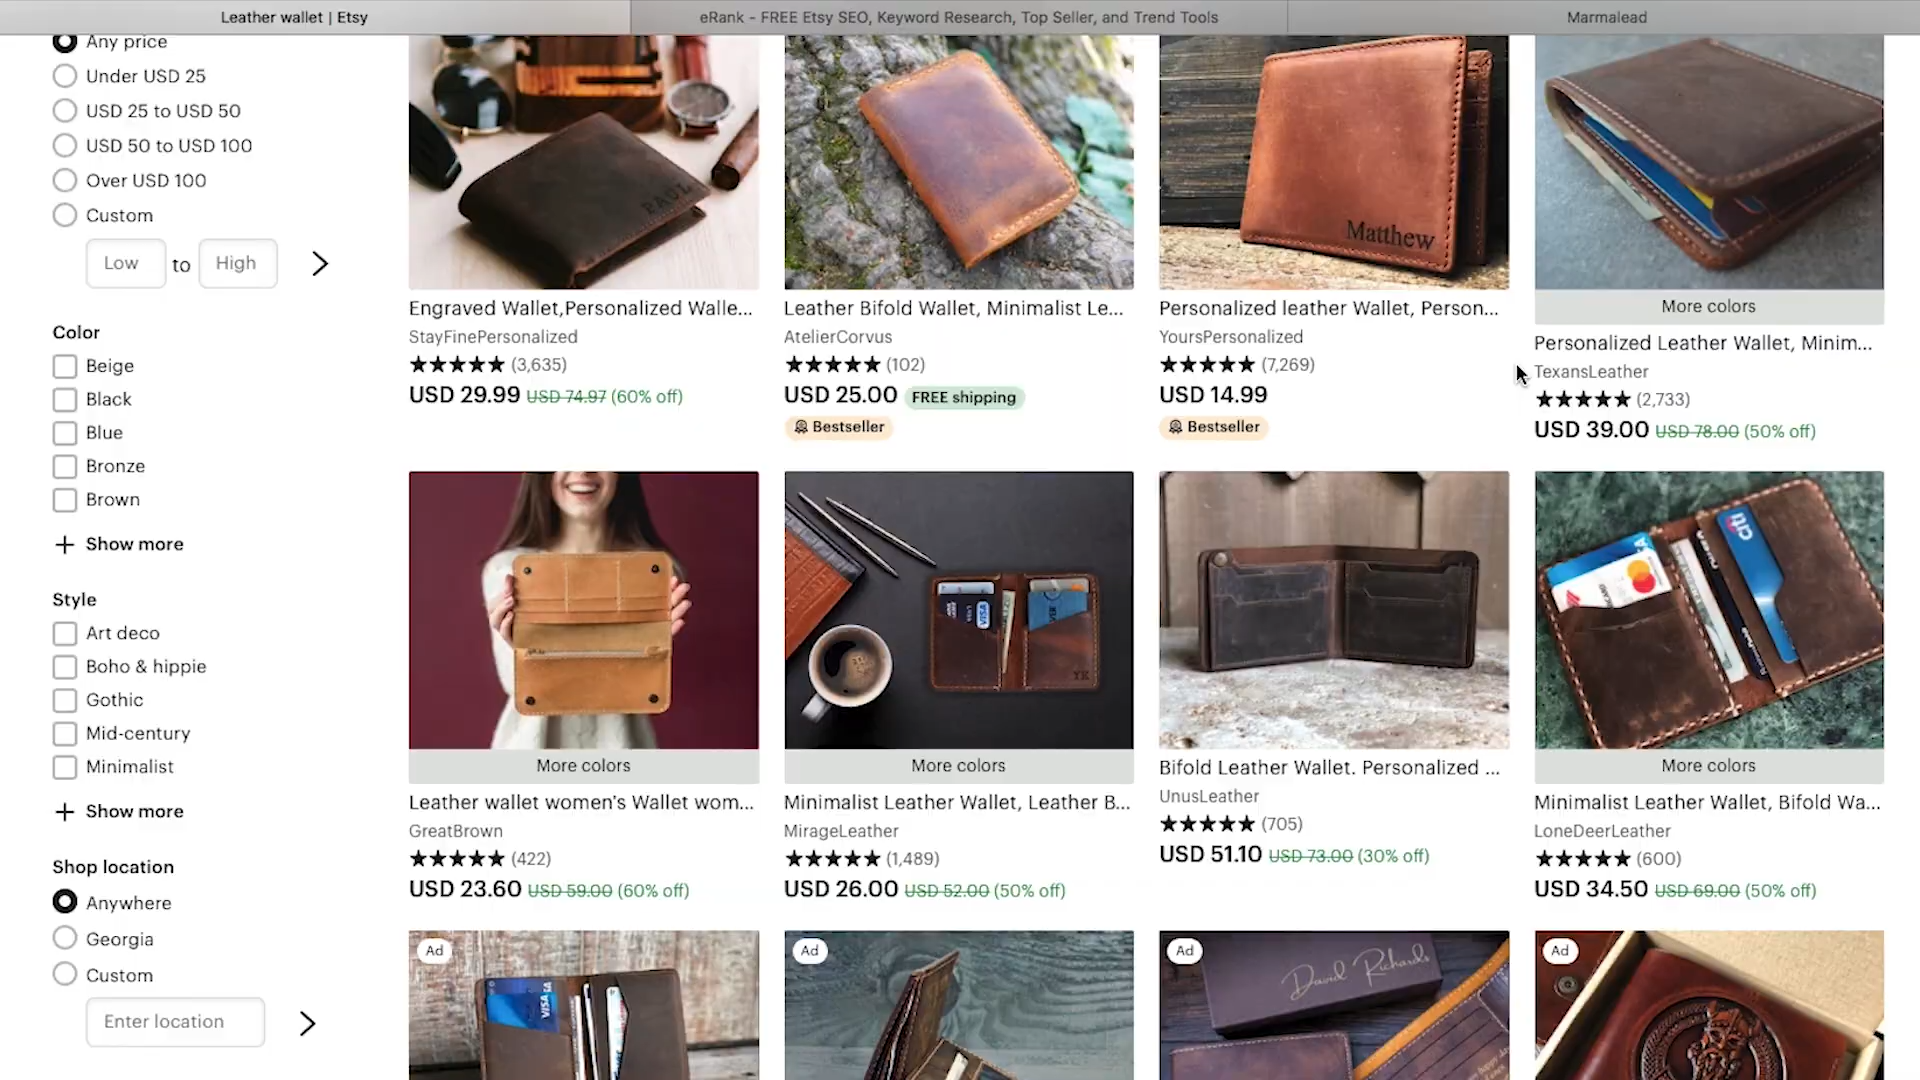 Leather wallet | Etsy
eRank - FREE Etsy SEO, Keyword Research, Top Seller, and Trend Tools
Marmalead
Any price
Under USD 25
USD 25 to USD 50
USD 50 to USD 100
Over USD 100
Custom
Low to High
Color
Beige
Black
Blue
Bronze
Brown
Show more
Style
Art deco
Boho & hippie
Gothic
Mid-century
Minimalist
Show more
Shop location
Anywhere
Georgia
Custom
Enter location
PAUL
Engraved Wallet,Personalized Walle...
StayFinePersonalized
(3,635)
USD 29.99 USD 74.97 (60% off)
Leather Bifold Wallet, Minimalist Le...
AtelierCorvus
(102)
USD 25.00 FREE shipping
Bestseller
Matthew
Personalized leather Wallet, Person...
YoursPersonalized
(7,269)
USD 14.99
Bestseller
More colors
Personalized Leather Wallet, Minim...
TexansLeather
(2,733)
USD 39.00 USD 78.00 (50% off)
More colors
Leather wallet women's Wallet wom...
GreatBrown
(422)
USD 23.60 USD 59.00 (60% off)
VISA
YK
More colors
Minimalist Leather Wallet, Leather B...
MirageLeather
(1,489)
USD 26.00 USD 52.00 (50% off)
Bifold Leather Wallet. Personalized ...
UnusLeather
(705)
USD 51.10 USD 73.00 (30% off)
citi
More colors
Minimalist Leather Wallet, Bifold Wa...
LoneDeerLeather
(600)
USD 34.50 USD 69.00 (50% off)
Ad
VISA
Ad
Ad
David Richards
Ad